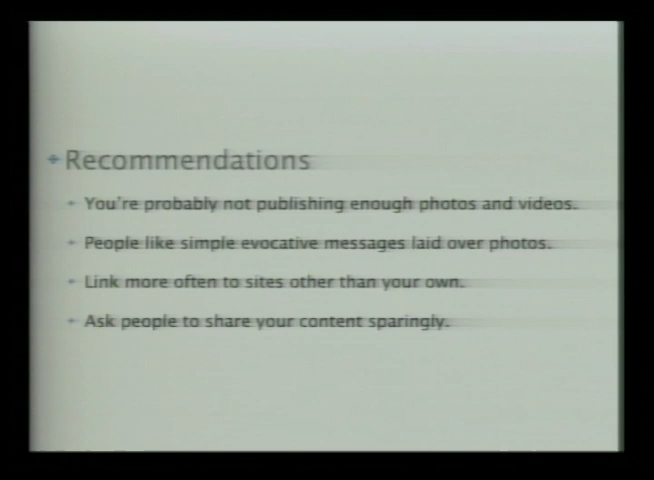 Recommendations
You're probably not publishing enough photos and videos.
People like simple evocative messages laid over photos.
Link more often to sites other than your own.
Ask people to share your content sparingly.